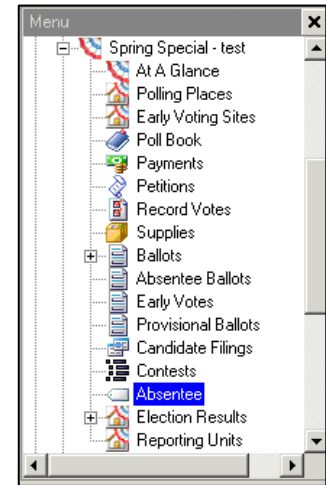 Menu
Spring Special - test
At A Glance
Polling Places
Early Voting Sites
Poll Book
Payments
Petitions
Record Votes
Supplies
Ballots
Absentee Ballots
Early Votes
Provisional Ballots
Candidate Filings
Contests
Absentee
Election Results
Reporting Units